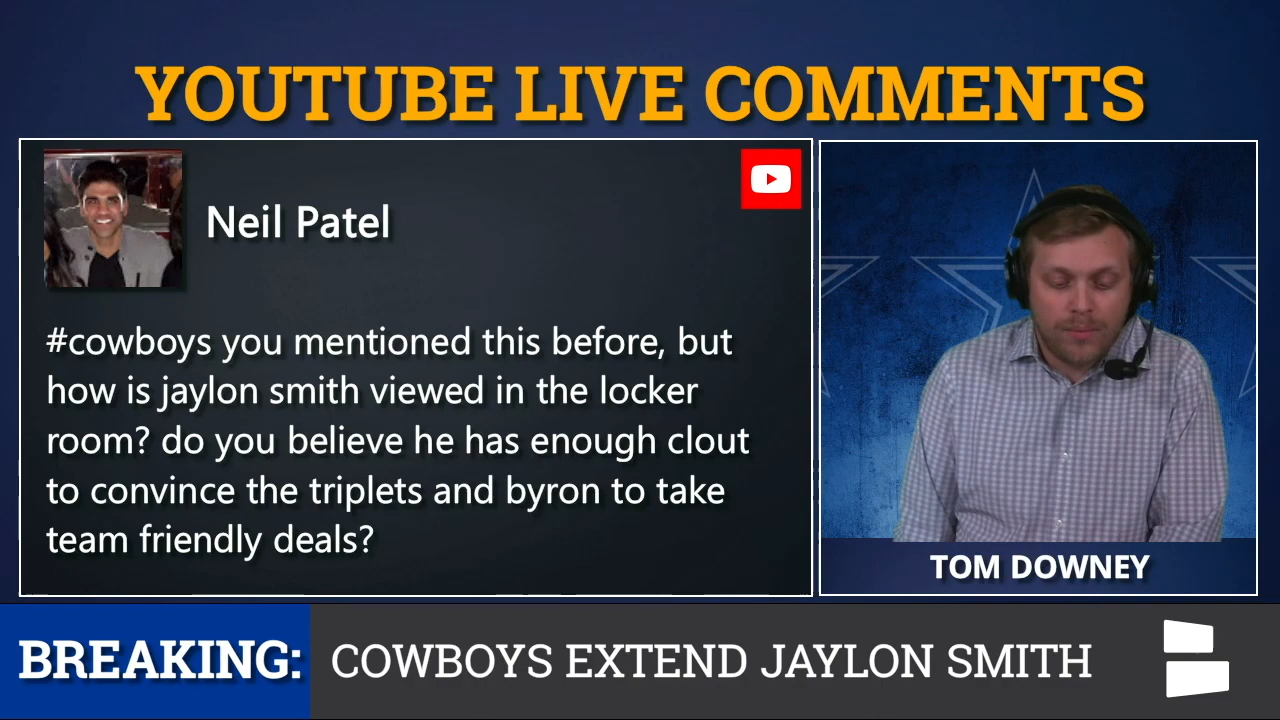 YOUTUBE LIVE COMMENTS
Neil Patel
#cowboys you mentioned this before, but
how is jaylon smith viewed in the locker
room? do you believe he has enough clout
to convince the triplets and byron to take
team friendly deals?
TOM DOWNEY
BREAKING:
COWBOYS EXTEND JAYLON SMITH